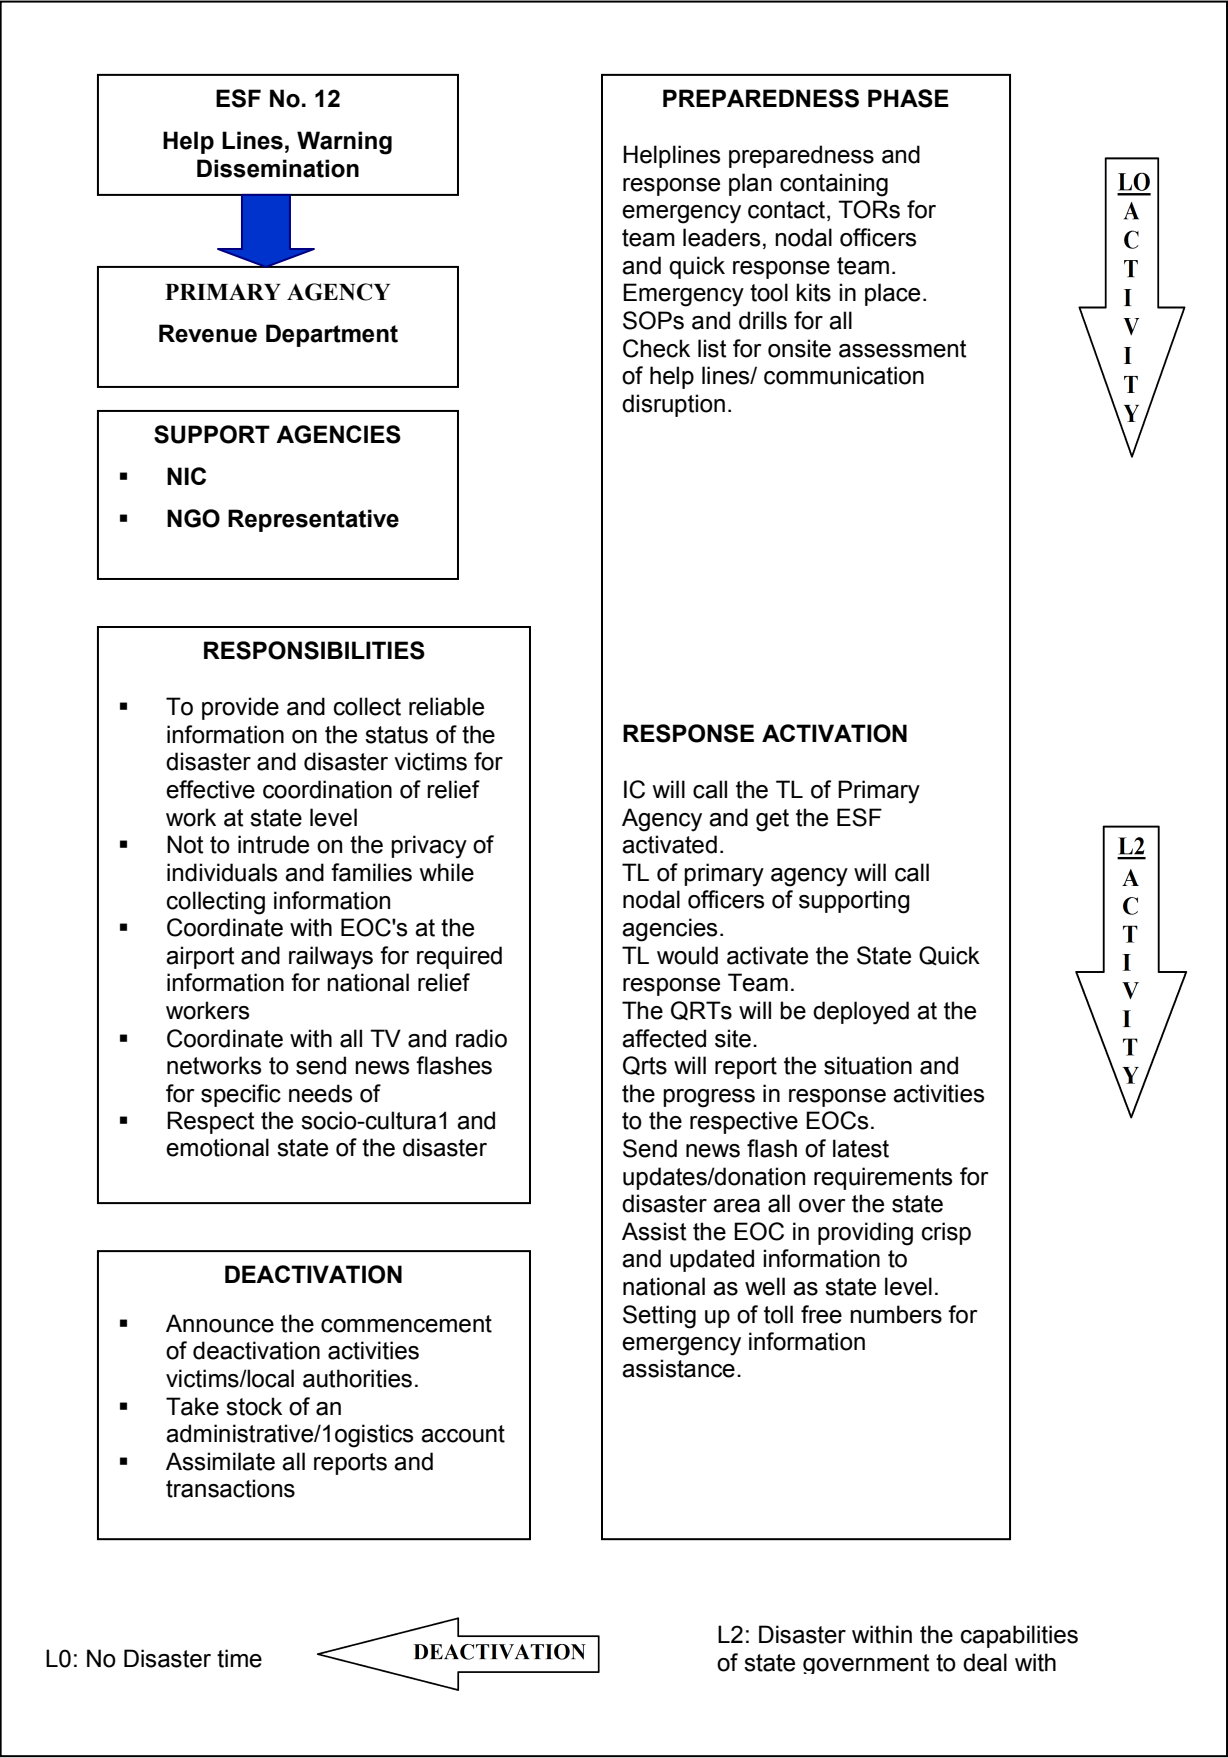 ESF No. 12
Help Lines, Warning
Dissemination
PRIMARY AGENCY
Revenue Department
SUPPORT AGENCIES
▪ NIC
▪ NGO Representative
RESPONSIBILITIES
▪ To provide and collect reliable
information on the status of the
disaster and disaster victims for
effective coordination of relief
work at state level
▪ Not to intrude on the privacy of
individuals and families while
collecting information
▪ Coordinate with EOC's at the
airport and railways for required
information for national relief
workers
▪ Coordinate with all TV and radio
networks to send news flashes
for specific needs of
▪ Respect the socio-cultura1 and
emotional state of the disaster
DEACTIVATION
▪ Announce the commencement
of deactivation activities
victims/local authorities.
▪ Take stock of an
administrative/1ogistics account
▪ Assimilate all reports and
transactions
PREPAREDNESS PHASE
Helplines preparedness and
response plan containing
emergency contact, TORs for
team leaders, nodal officers
and quick response team.
Emergency tool kits in place.
SOPs and drills for all
Check list for onsite assessment
of help lines/ communication
disruption.
RESPONSE ACTIVATION
IC will call the TL of Primary
Agency and get the ESF
activated.
TL of primary agency will call
nodal officers of supporting
agencies.
TL would activate the State Quick
response Team.
The QRTs will be deployed at the
affected site.
Qrts will report the situation and
the progress in response activities
to the respective EOCs.
Send news flash of latest
updates/donation requirements for
disaster area all over the state
Assist the EOC in providing crisp
and updated information to
national as well as state level.
Setting up of toll free numbers for
emergency information
assistance.
LO
A
C
T
I
V
I
T
Y
L2
A
C
T
I
V
I
T
Y
L0: No Disaster time
DEACTIVATION
L2: Disaster within the capabilities
of state government to deal with